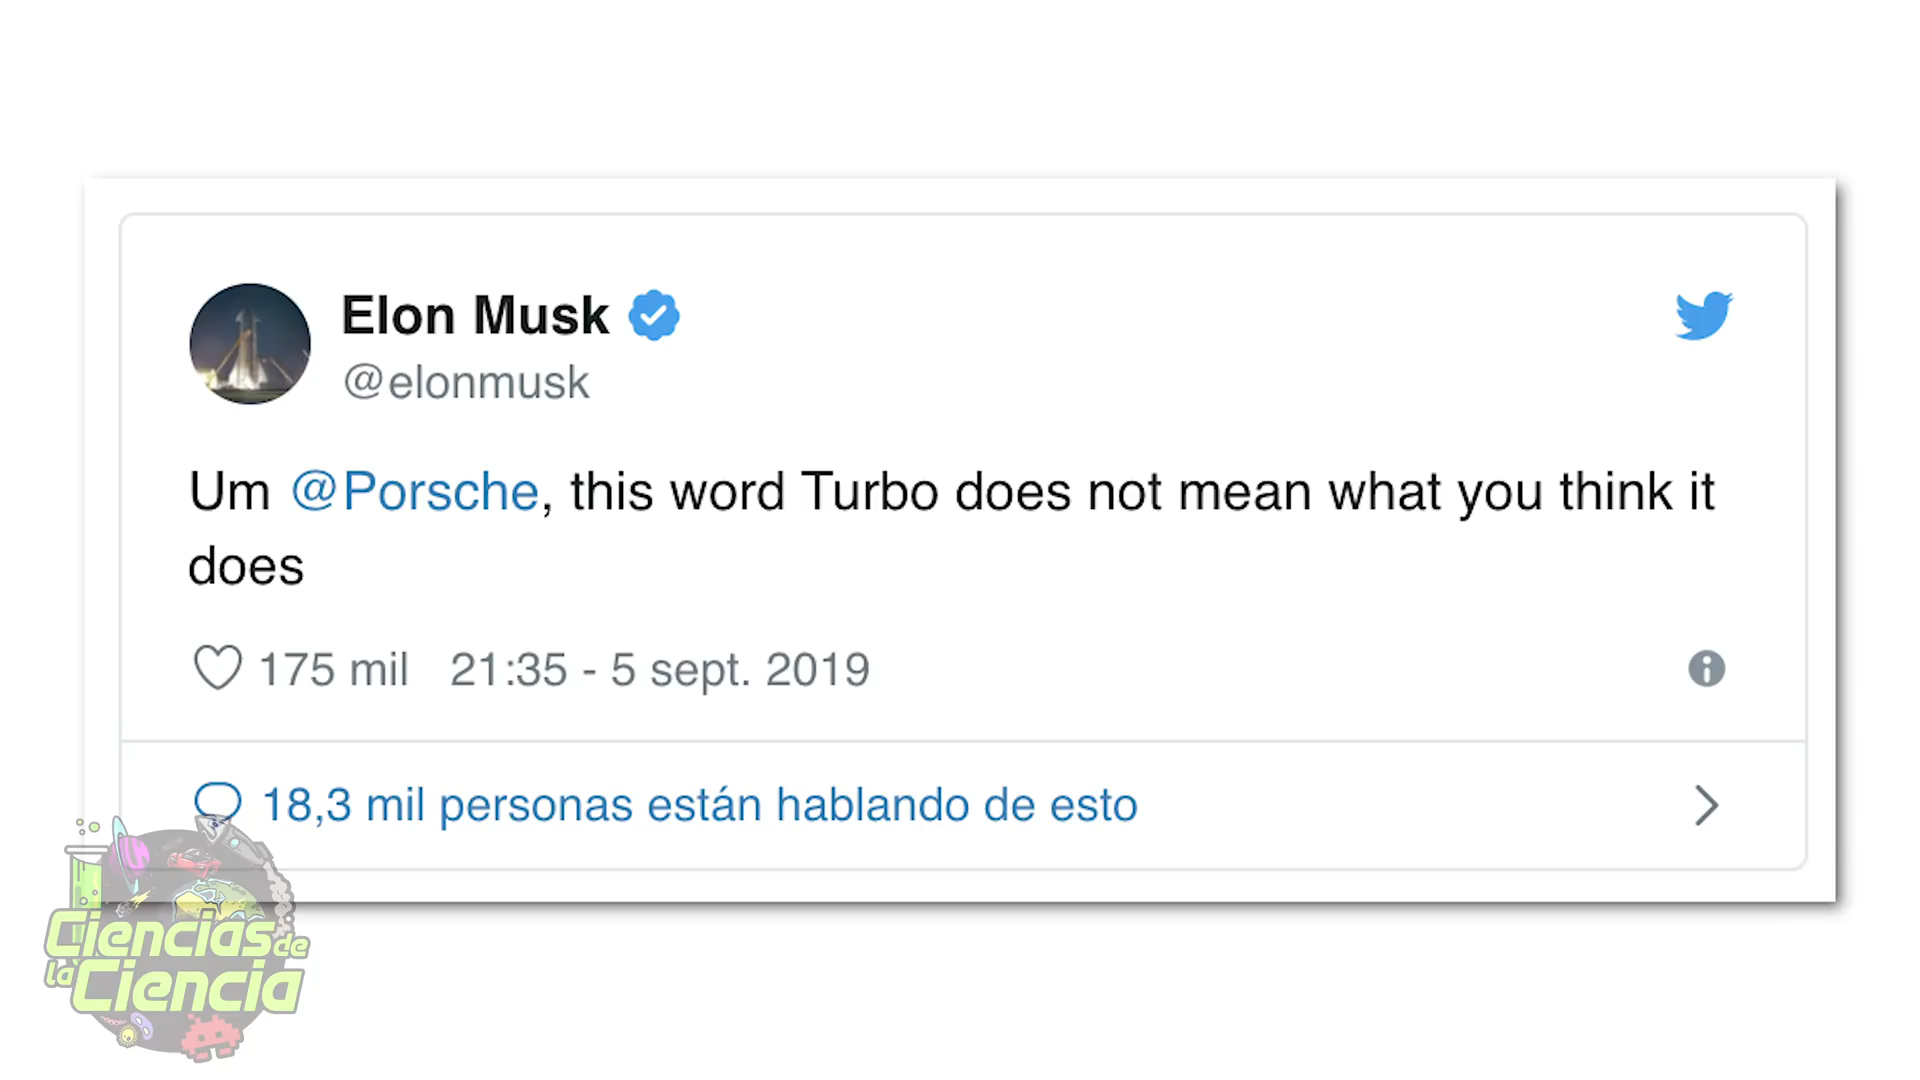 Elon Musk
@elonmusk
Um @Porsche, this word Turbo does not mean what you think it
does
175 mil 21:35 - 5 sept. 2019
18,3 mil personas están hablando de esto
Ciencias de
la Ciencia